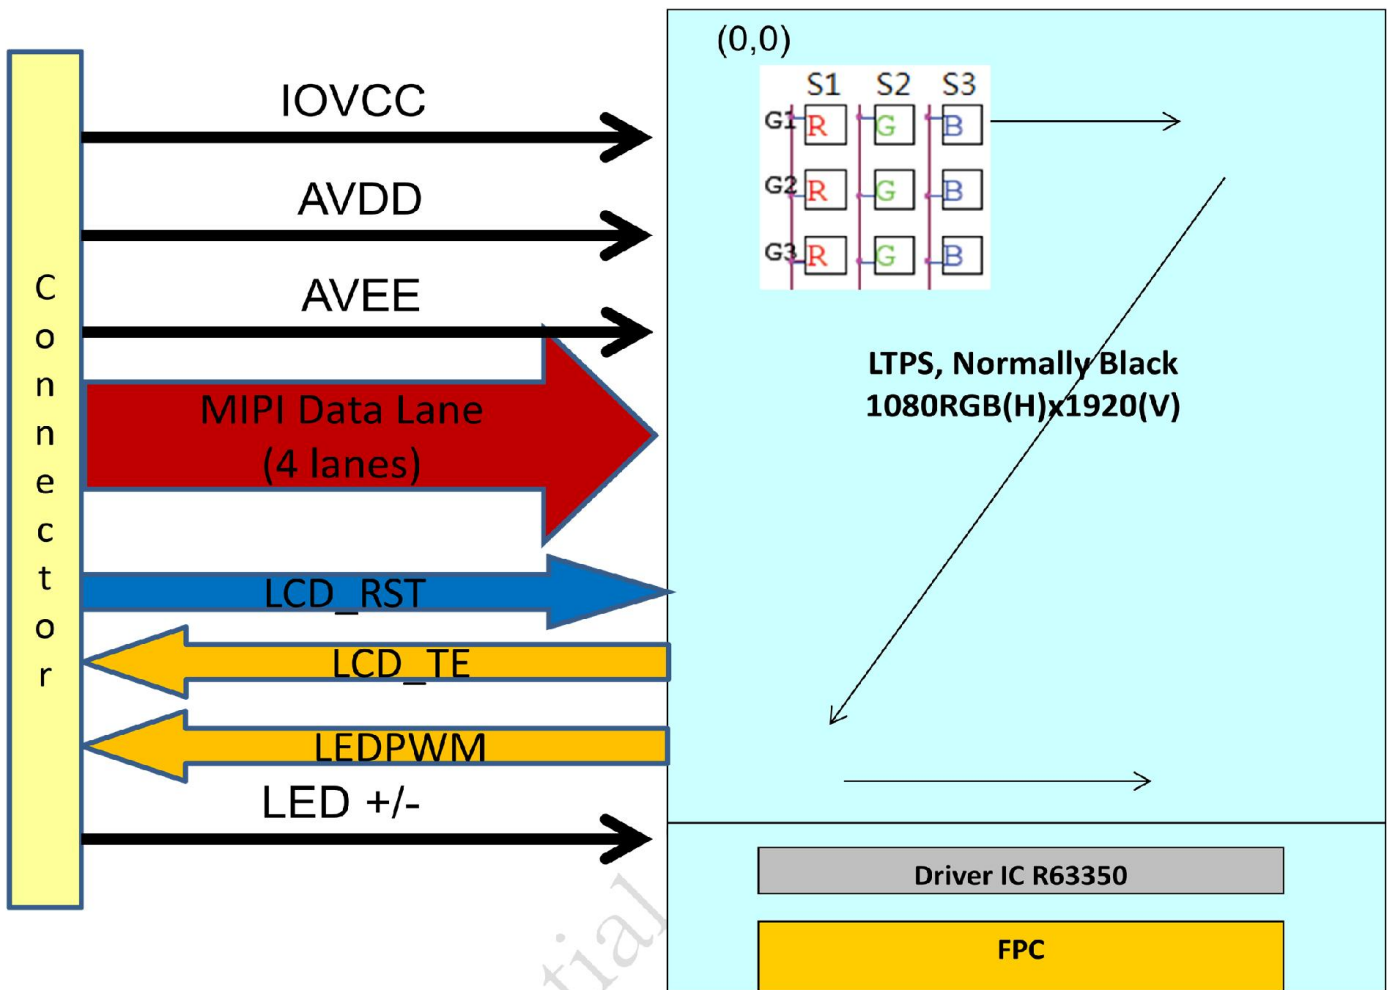 Connector
IOVCC
AVDD
AVEE
MIPI Data Lane
(4 lanes)
LCD_RST
LCD_TE
LEDPWM
LED +/-
(0,0)
S1 S2 S3
G1 R G B
G2 R G B
G3 R G B
LTPS, Normally Black
1080RGB(H)x1920(V)
Driver IC R63350
FPC